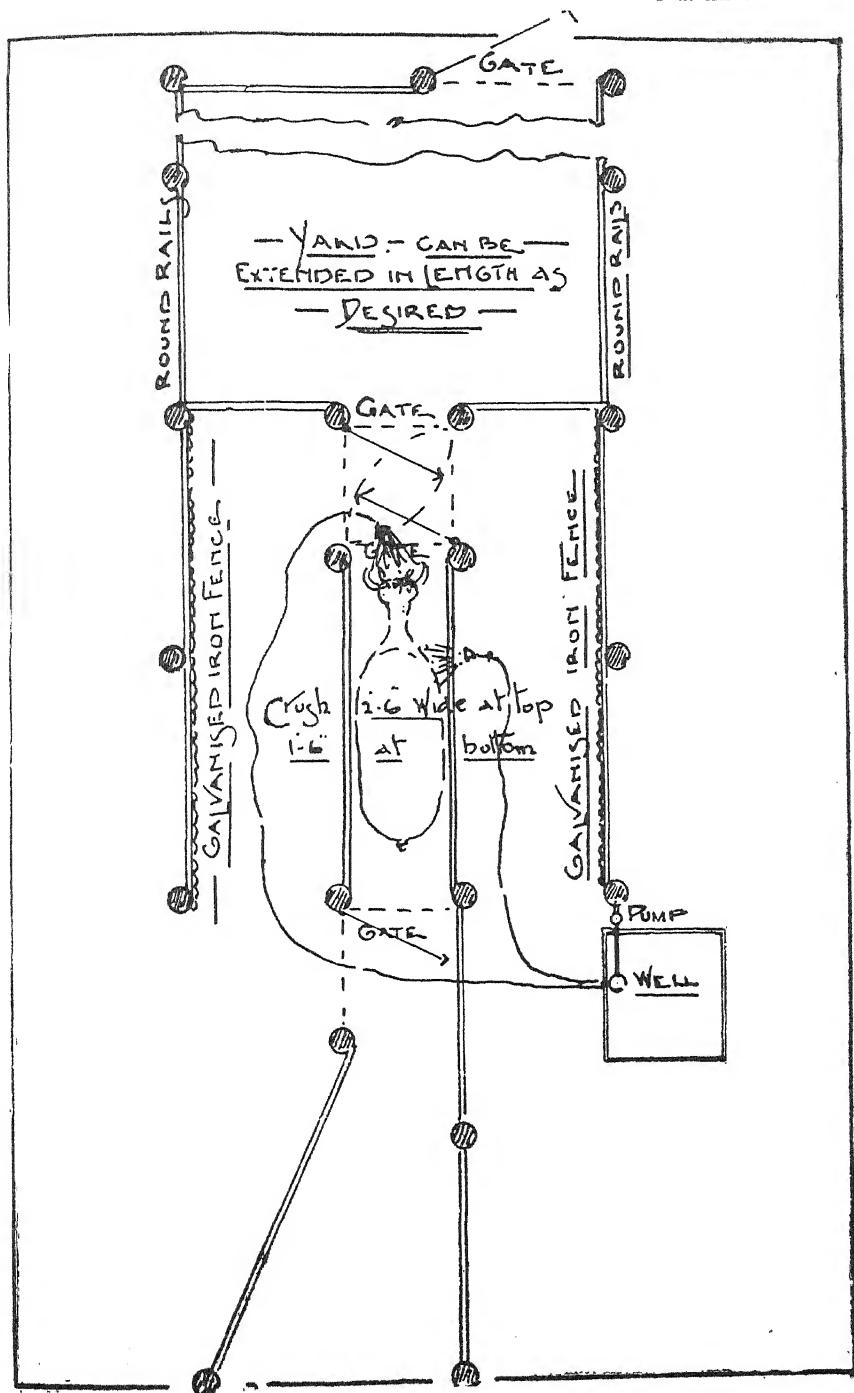 GATE
ROUND RAILS
ROUND RAILS
— YARD — CAN BE —
EXTENDED IN LENGTH AS
— DESIRED —
GATE
GATE
— GALVANISED IRON FENCE —
GALVANISED IRON FENCE
Crush 2'-6" Wide at top
1'-6" at bottom
GATE
PUMP
WELL